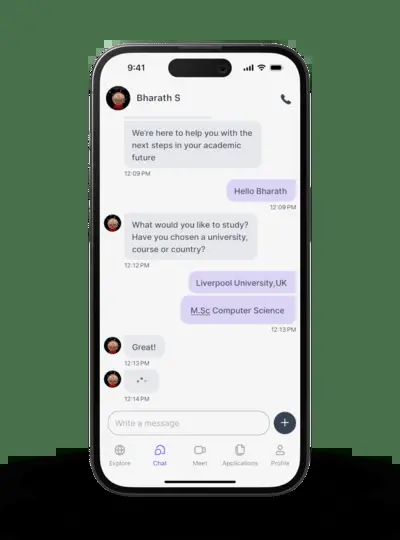 9:41
Bharath S
We're here to help you with the
next steps in your academic
future
12:09 PM
Hello Bharath
12:09 PM
What would you like to study?
Have you chosen a university,
course or country?
12:12 PM
Liverpool University,UK
M.Sc Computer Science
12:13 PM
Great!
12:13 PM
12:14 PM
Write a message
Explore
Chat
Meet
Applications
Profile